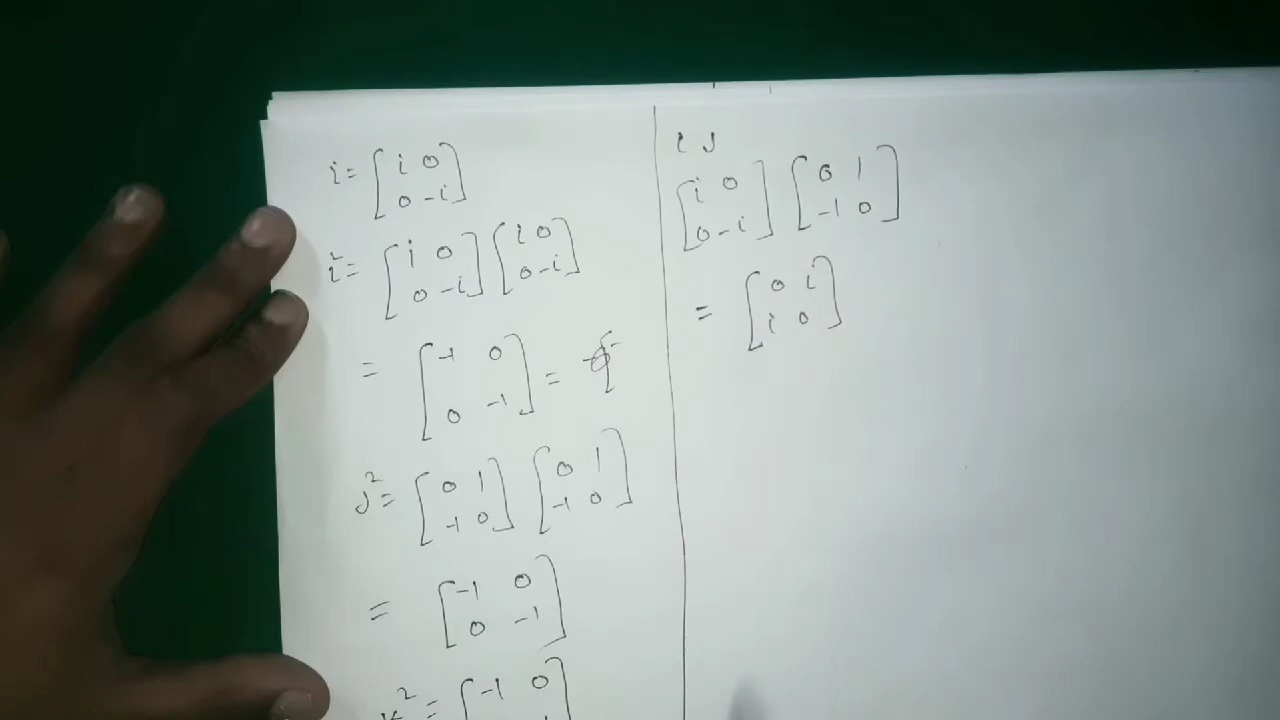 i = [ i 0
0 -i ]
i² = [ i 0
0 -i ] [ i 0
0 -i ]
= [ -1 0
0 -1 ] =
J² = [ 0 1
-1 0 ] [ 0 1
-1 0 ]
= [ -1 0
0 -1 ]
K² = [ -1 0
i J
[ i 0
0 -i ] [ 0 1
-1 0 ]
= [ 0 i
i 0 ]